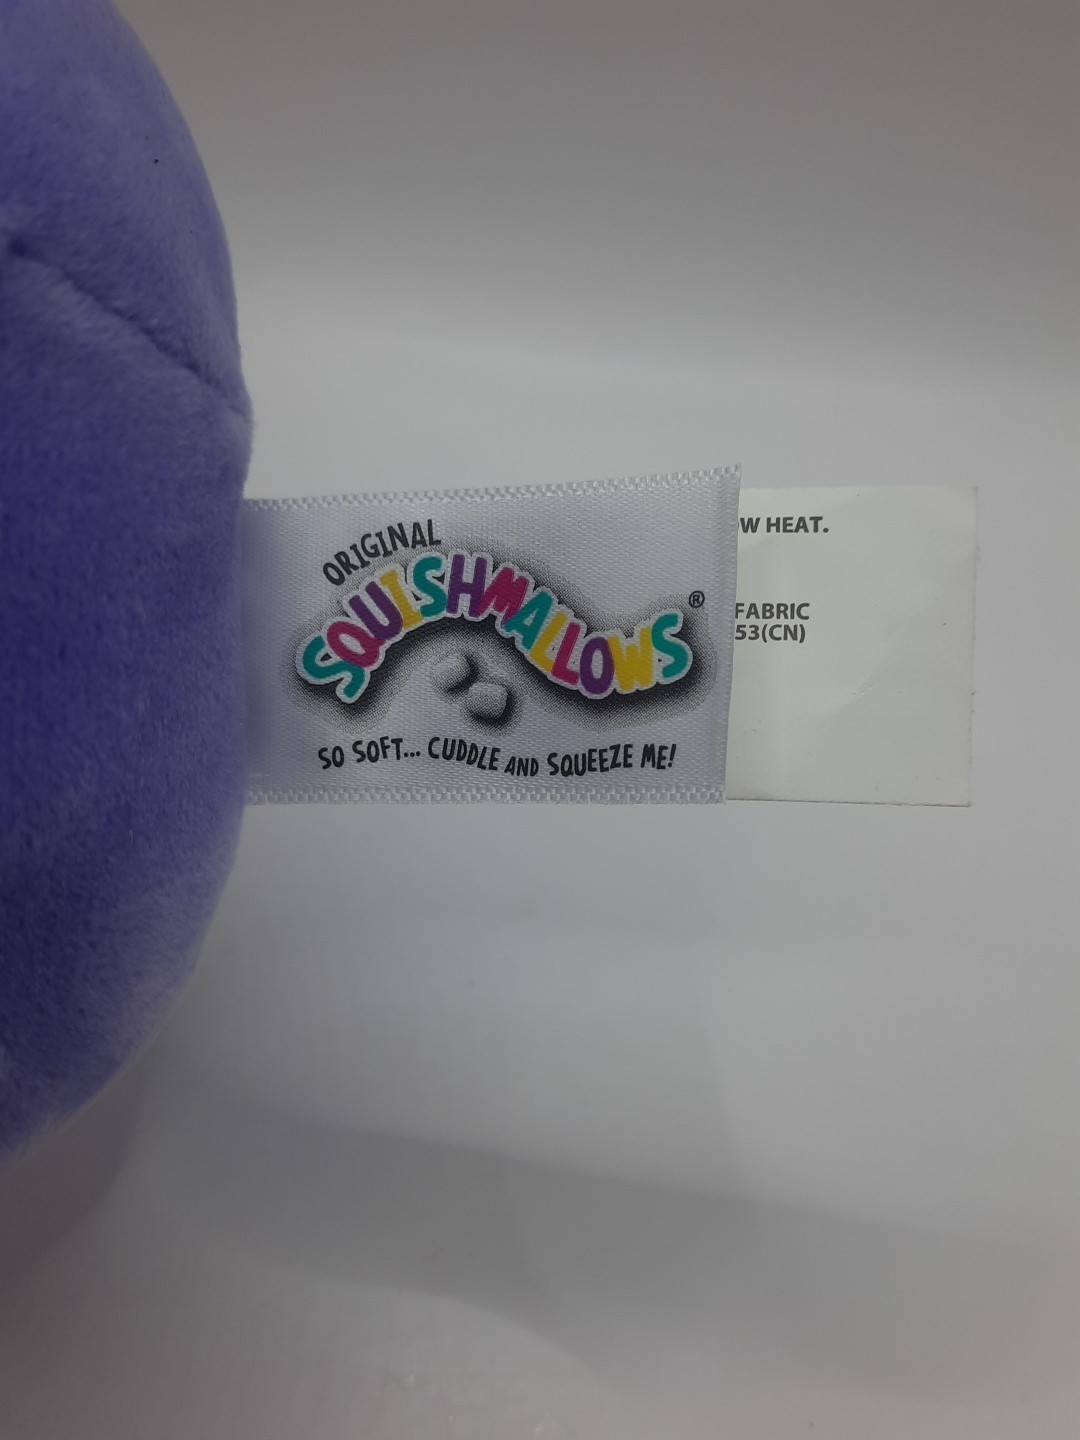 ORIGINAL
SQUISHMALLOWS®
SO SOFT... CUDDLE AND SQUEEZE ME!
W HEAT.
FABRIC
53(CN)